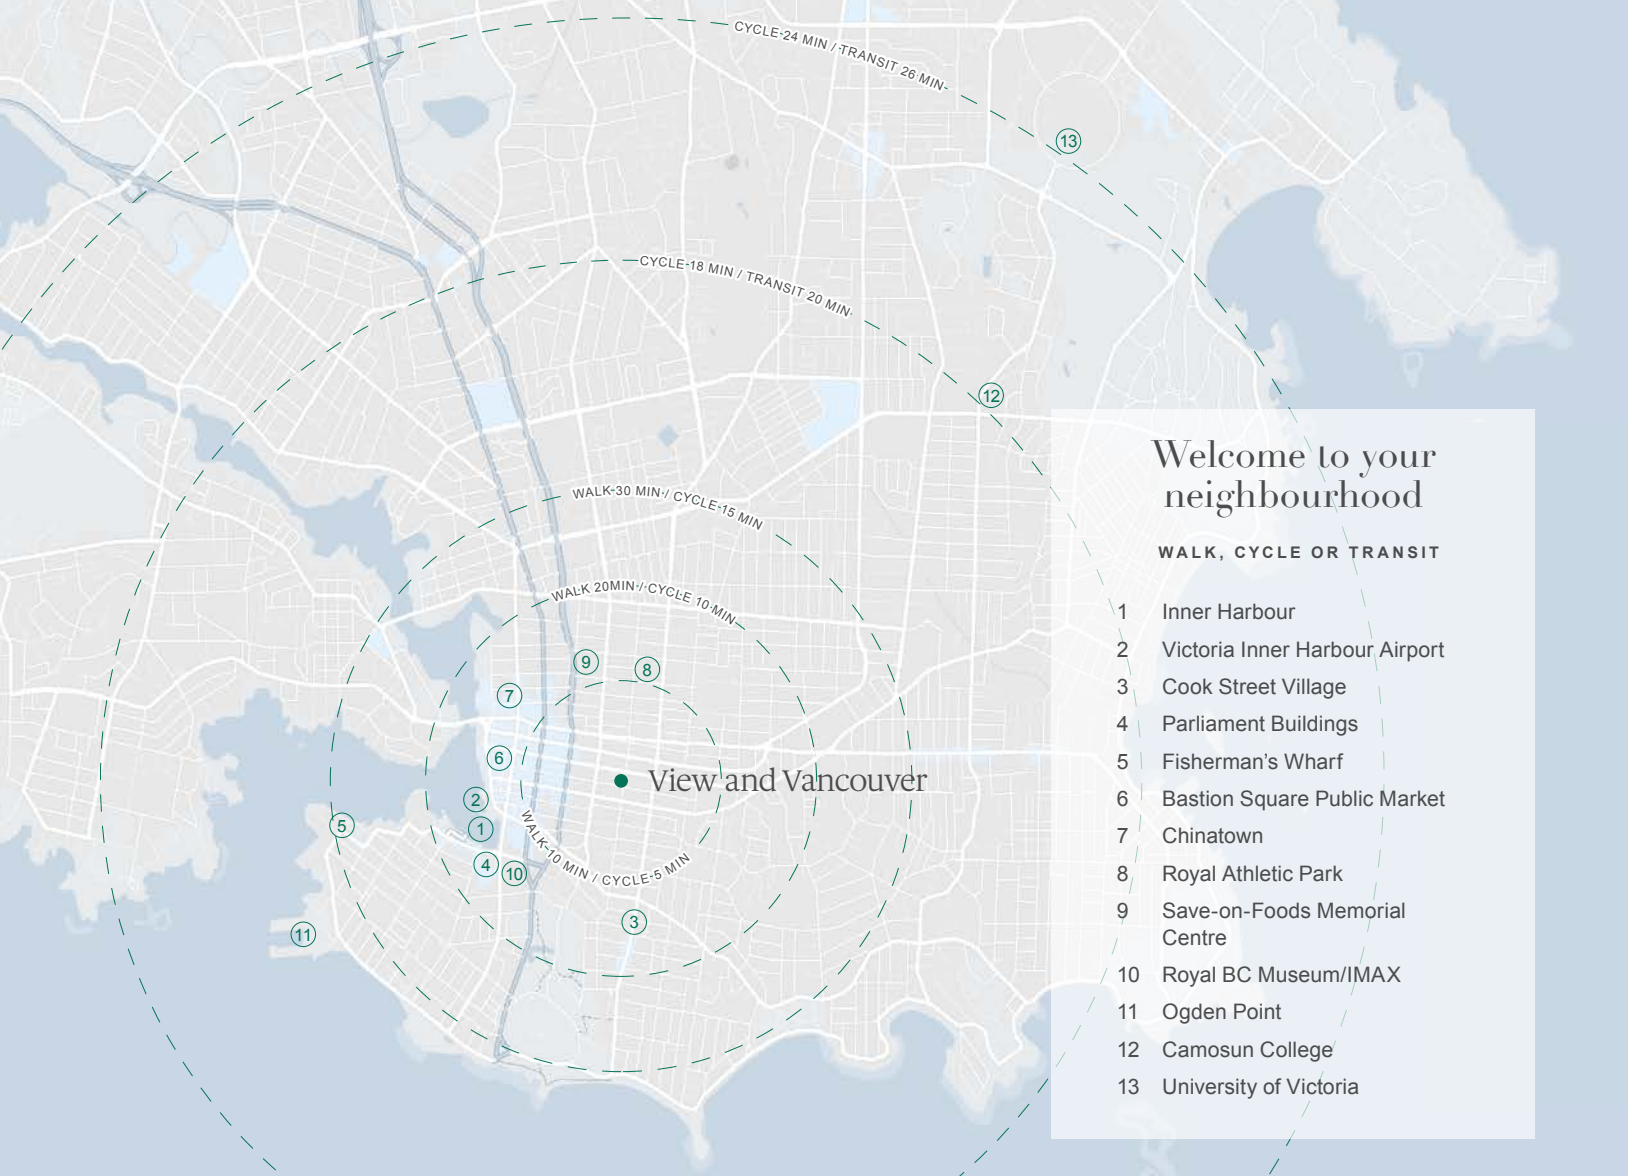 CYCLE 24 MIN / TRANSIT 26 MIN
13
CYCLE 18 MIN / TRANSIT 20 MIN
12
WALK 30 MIN / CYCLE 15 MIN
WALK 20MIN / CYCLE 10 MIN
9
8
7
6
View and Vancouver
2
5
1
WALK 10 MIN / CYCLE 5 MIN
4
10
3
11
Welcome to your
neighbourhood
WALK, CYCLE OR TRANSIT
1 Inner Harbour
2 Victoria Inner Harbour Airport
3 Cook Street Village
4 Parliament Buildings
5 Fisherman’s Wharf
6 Bastion Square Public Market
7 Chinatown
8 Royal Athletic Park
9 Save-on-Foods Memorial
Centre
10 Royal BC Museum/IMAX
11 Ogden Point
12 Camosun College
13 University of Victoria